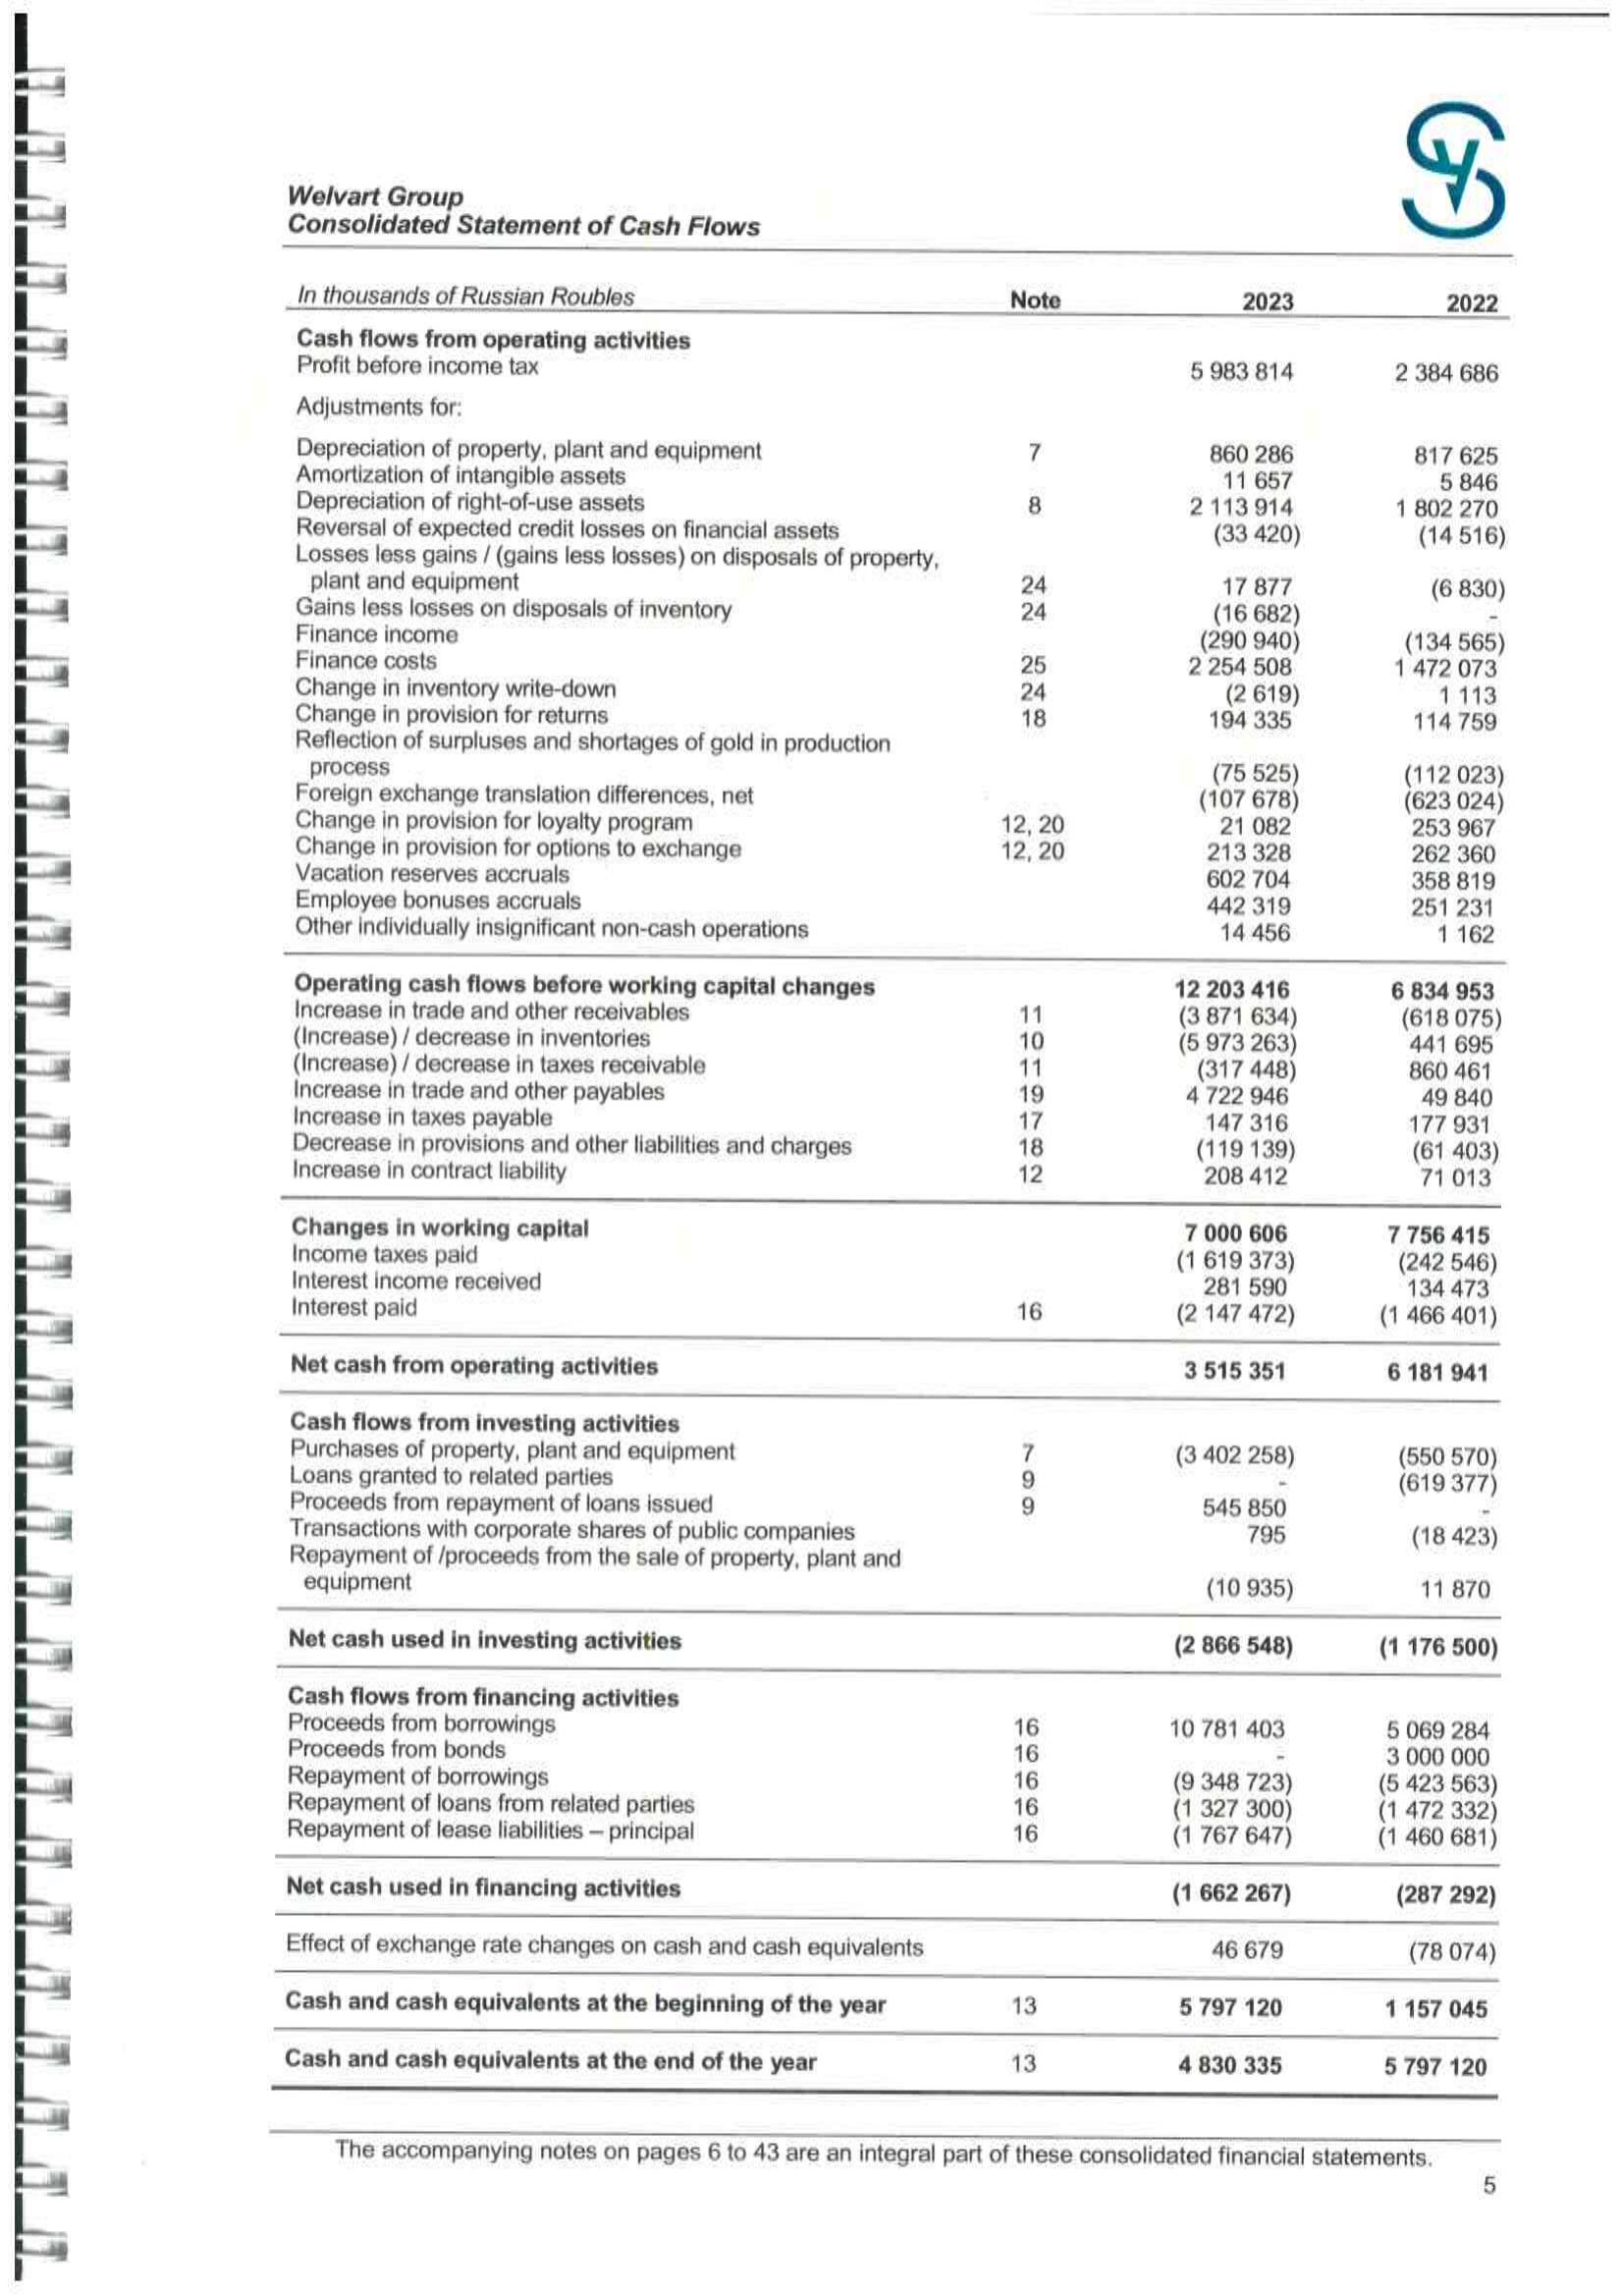 Welvart Group
Consolidated Statement of Cash Flows
In thousands of Russian Roubles Note 2023 2022
Cash flows from operating activities
Profit before income tax 5 983 814 2 384 686
Adjustments for:
Depreciation of property, plant and equipment 7 860 286 817 625
Amortization of intangible assets 11 657 5 846
Depreciation of right-of-use assets 8 2 113 914 1 802 270
Reversal of expected credit losses on financial assets (33 420) (14 516)
Losses less gains / (gains less losses) on disposals of property,
plant and equipment 24 17 877 (6 830)
Gains less losses on disposals of inventory 24 (16 682) -
Finance income (290 940) (134 565)
Finance costs 25 2 254 508 1 472 073
Change in inventory write-down 24 (2 619) 1 113
Change in provision for returns 18 194 335 114 759
Reflection of surpluses and shortages of gold in production
process (75 525) (112 023)
Foreign exchange translation differences, net (107 678) (623 024)
Change in provision for loyalty program 12, 20 21 082 253 967
Change in provision for options to exchange 12, 20 213 328 262 360
Vacation reserves accruals 602 704 358 819
Employee bonuses accruals 442 319 251 231
Other individually insignificant non-cash operations 14 456 1 162
Operating cash flows before working capital changes 12 203 416 6 834 953
Increase in trade and other receivables 11 (3 871 634) (618 075)
(Increase) / decrease in inventories 10 (5 973 263) 441 695
(Increase) / decrease in taxes receivable 11 (317 448) 860 461
Increase in trade and other payables 19 4 722 946 49 840
Increase in taxes payable 17 147 316 177 931
Decrease in provisions and other liabilities and charges 18 (119 139) (61 403)
Increase in contract liability 12 208 412 71 013
Changes in working capital 7 000 606 7 756 415
Income taxes paid (1 619 373) (242 546)
Interest income received 281 590 134 473
Interest paid 16 (2 147 472) (1 466 401)
Net cash from operating activities 3 515 351 6 181 941
Cash flows from investing activities
Purchases of property, plant and equipment 7 (3 402 258) (550 570)
Loans granted to related parties 9 - (619 377)
Proceeds from repayment of loans issued 9 545 850 -
Transactions with corporate shares of public companies 795 (18 423)
Repayment of /proceeds from the sale of property, plant and
equipment (10 935) 11 870
Net cash used in investing activities (2 866 548) (1 176 500)
Cash flows from financing activities
Proceeds from borrowings 16 10 781 403 5 069 284
Proceeds from bonds 16 - 3 000 000
Repayment of borrowings 16 (9 348 723) (5 423 563)
Repayment of loans from related parties 16 (1 327 300) (1 472 332)
Repayment of lease liabilities – principal 16 (1 767 647) (1 460 681)
Net cash used in financing activities (1 662 267) (287 292)
Effect of exchange rate changes on cash and cash equivalents 46 679 (78 074)
Cash and cash equivalents at the beginning of the year 13 5 797 120 1 157 045
Cash and cash equivalents at the end of the year 13 4 830 335 5 797 120
The accompanying notes on pages 6 to 43 are an integral part of these consolidated financial statements.
5